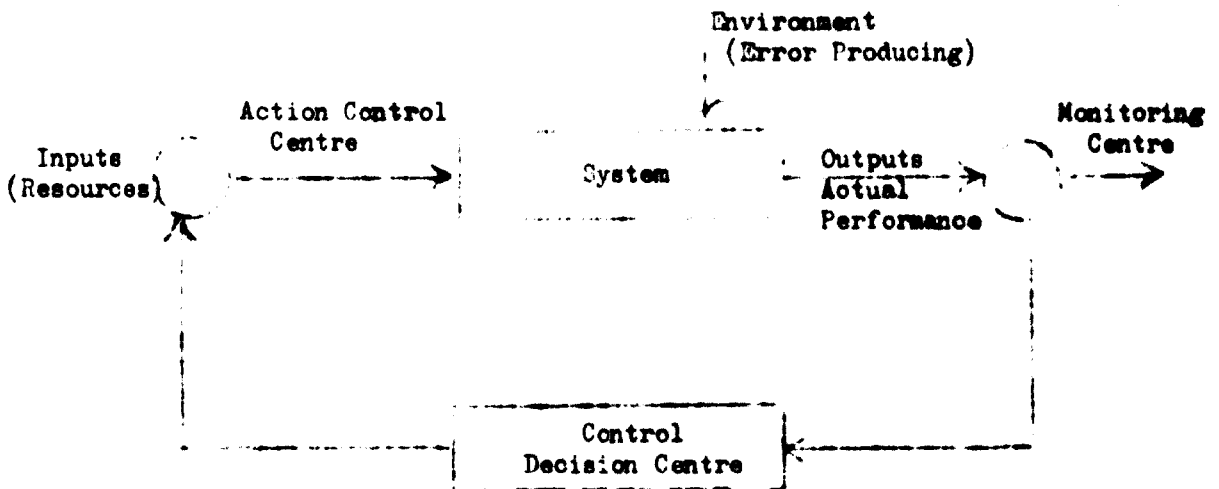 Environment
(Error Producing)
Action Control
Centre
Monitoring
Centre
Inputs
(Resources)
System
Outputs
Actual
Performance
Control
Decision Centre